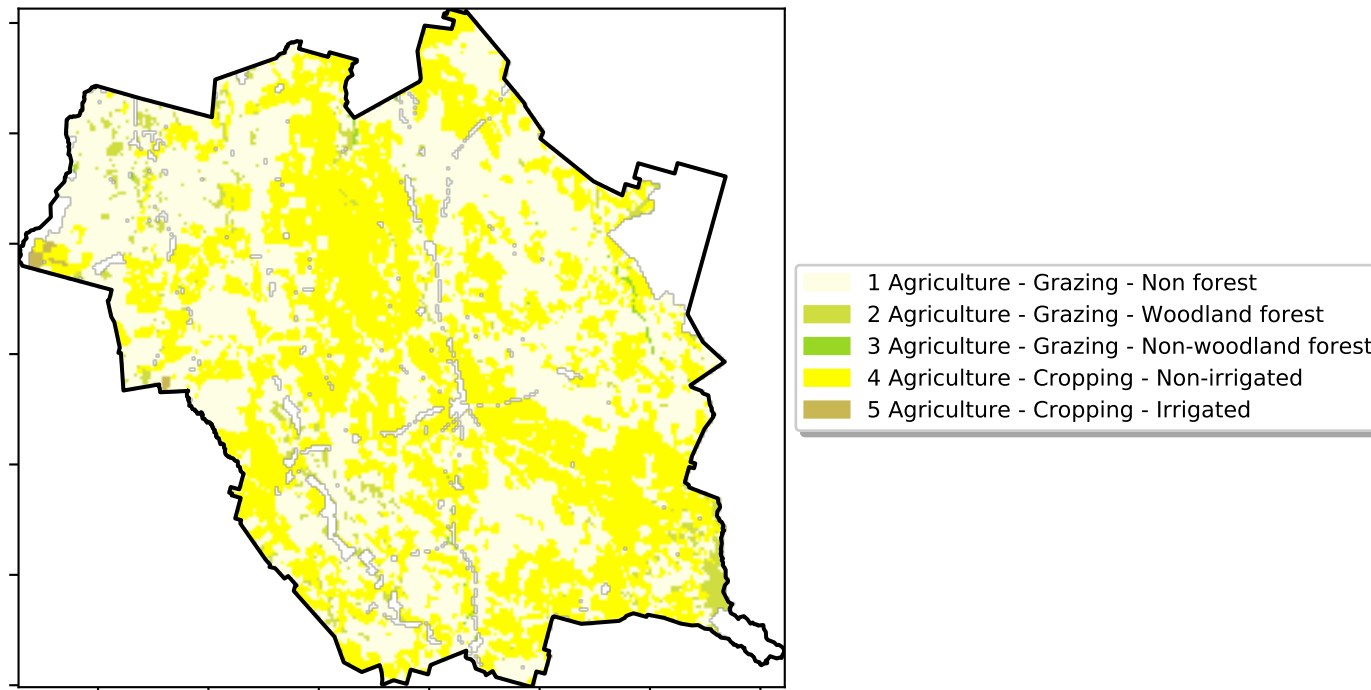 1 Agriculture - Grazing - Non forest
2 Agriculture - Grazing - Woodland forest
3 Agriculture - Grazing - Non-woodland forest
4 Agriculture - Cropping - Non-irrigated
5 Agriculture - Cropping - Irrigated